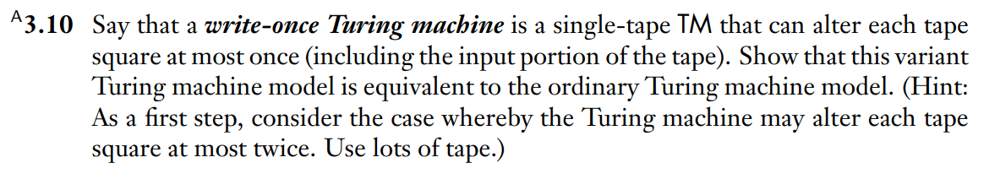 A3.10 Say that a write-once Turing machine is a single-tape TM that can alter each tape
square at most once (including the input portion of the tape). Show that this variant
Turing machine model is equivalent to the ordinary Turing machine model. (Hint:
As a first step, consider the case whereby the Turing machine may alter each tape
square at most twice. Use lots of tape.)